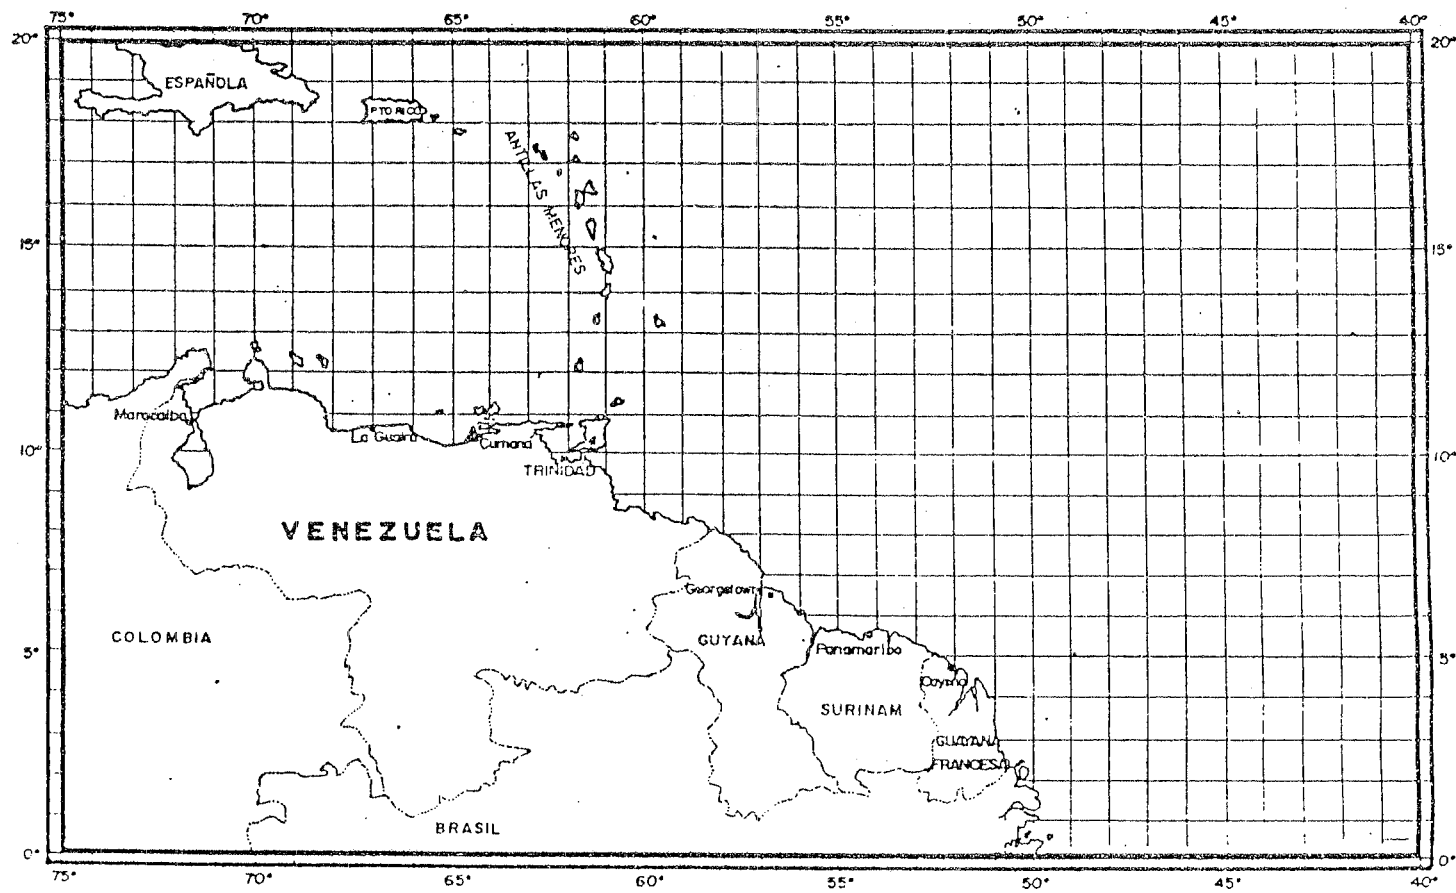 75° 70° 65° 60° 55° 50° 45° 40°
20° 20°
ESPAÑOLA
PTO RICO
ANTILLAS MENORES
15° 15°
Maracaibo
La Guaira
Cumana
10° 10°
TRINIDAD
VENEZUELA
Georgetown
COLOMBIA
GUYANA
Panamaribo
5° 5°
Cayena
SURINAM
GUAYANA
FRANCESA
BRASIL
0° 0°
75° 70° 65° 60° 55° 50° 45° 40°